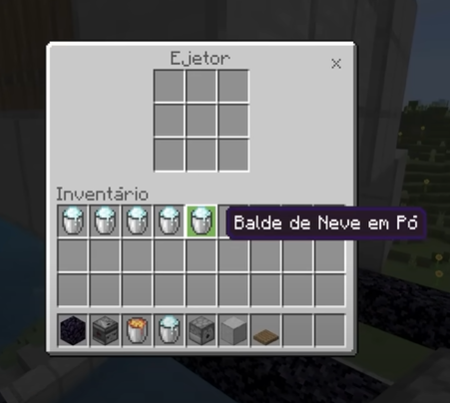 Ejetor
x
Inventário
Balde de Neve em Pó